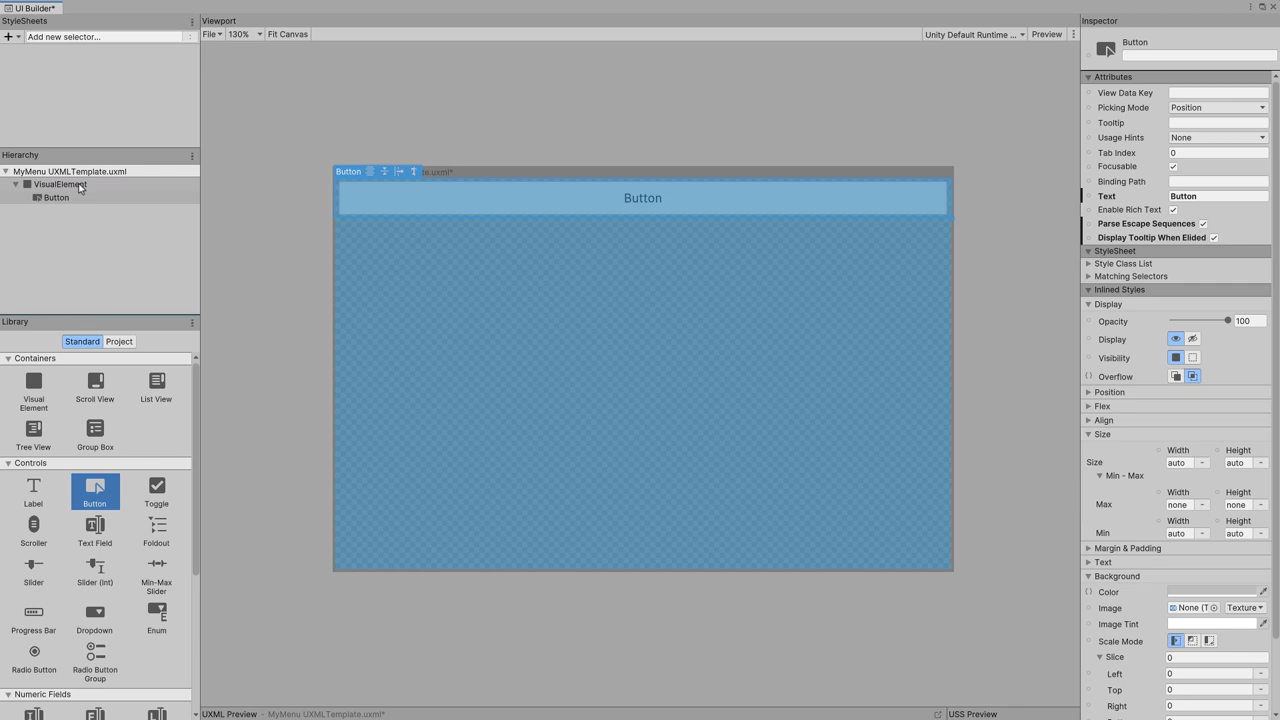 UI Builder*
StyleSheets
Add new selector...
Hierarchy
MyMenu UXMLTemplate.uxml
VisualElement
Button
Library
Standard Project
Containers
Visual Element
Scroll View
List View
Tree View
Group Box
Controls
Label
Button
Toggle
Scroller
Text Field
Foldout
Slider
Slider (Int)
Min-Max Slider
Progress Bar
Dropdown
Enum
Radio Button
Radio Button Group
Numeric Fields
Viewport
File 130% Fit Canvas
Unity Default Runtime ... Preview
Button
e.uxml*
Button
UXML Preview - MyMenu UXMLTemplate.uxml*
USS Preview
Inspector
Button
Attributes
View Data Key
Picking Mode Position
Tooltip
Usage Hints None
Tab Index 0
Focusable
Binding Path
Text Button
Enable Rich Text
Parse Escape Sequences
Display Tooltip When Elided
StyleSheet
Style Class List
Matching Selectors
Inlined Styles
Display
Opacity 100
Display
Visibility
{ } Overflow
Position
Flex
Align
Size
Width Height
Size auto - auto -
Min - Max
Width Height
Max none - none -
Width Height
Min auto - auto -
Margin & Padding
Text
Background
{ } Color
Image None (T Texture
Image Tint
Scale Mode
Slice 0
Left 0
Top 0
Right 0